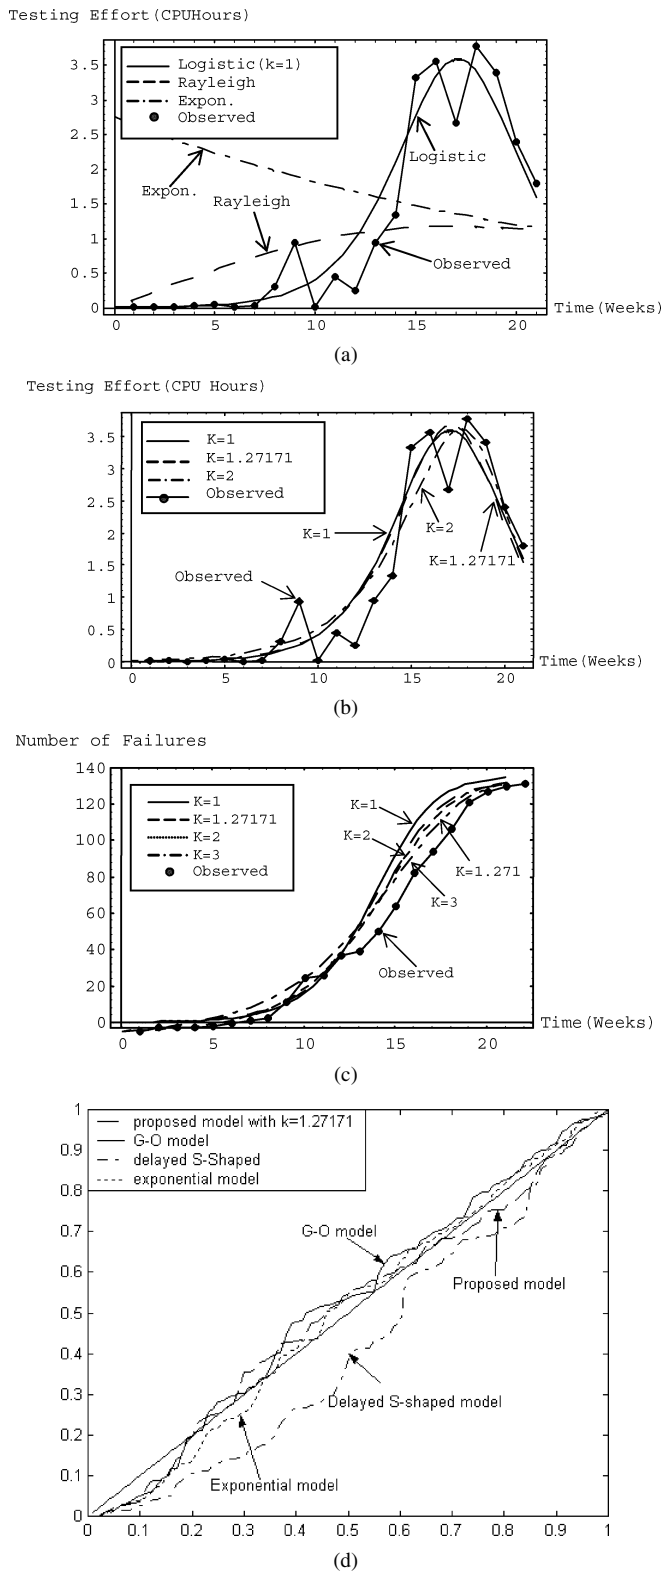 Testing Effort(CPUHours)
Logistic(k=1)
Rayleigh
Expon.
Observed
3.5
3
2.5
2
1.5
1
0.5
0
Logistic
Expon.
Rayleigh
Observed
0 5 10 15 20
Time(Weeks)
(a)
Testing Effort(CPU Hours)
K=1
K=1.27171
K=2
Observed
3.5
3
2.5
2
1.5
1
0.5
0
K=1
K=2
K=1.27171
Observed
0 5 10 15 20
Time(Weeks)
(b)
Number of Failures
K=1
K=1.27171
K=2
K=3
Observed
140
120
100
80
60
40
20
0
K=1
K=2
K=1.271
K=3
Observed
0 5 10 15 20
Time(Weeks)
(c)
proposed model with k=1.27171
G-O model
delayed S-Shaped
exponential model
1
0.9
0.8
0.7
0.6
0.5
0.4
0.3
0.2
0.1
0
G-O model
Proposed model
Delayed S-shaped model
Exponential model
0 0.1 0.2 0.3 0.4 0.5 0.6 0.7 0.8 0.9 1
(d)